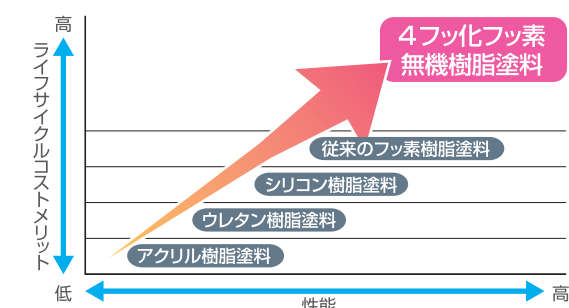 高
ライフサイクルコストメリット
4フッ化フッ素
無機樹脂塗料
従来のフッ素樹脂塗料
シリコン樹脂塗料
ウレタン樹脂塗料
アクリル樹脂塗料
低
高
性能